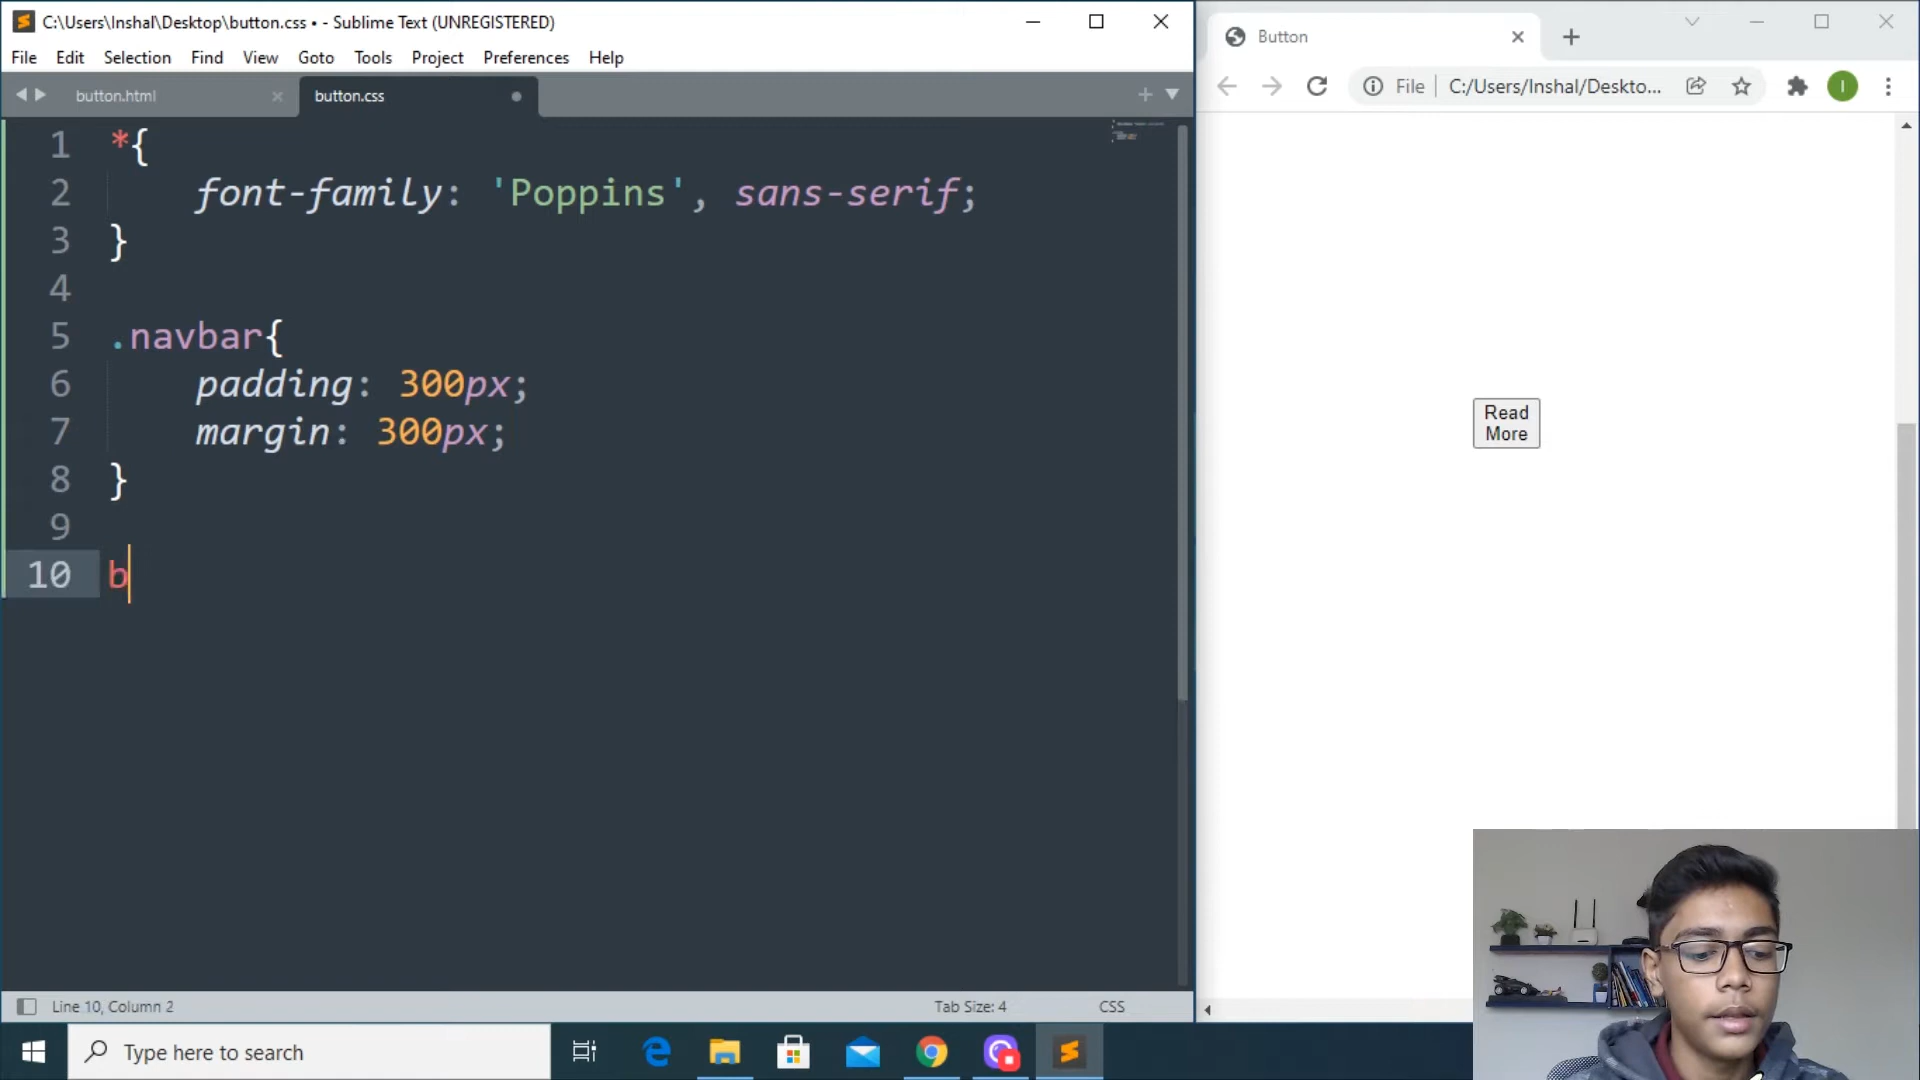 C:\Users\Inshal\Desktop\button.css • - Sublime Text (UNREGISTERED)
File Edit Selection Find View Goto Tools Project Preferences Help
button.html button.css
1 *{
2 font-family: 'Poppins', sans-serif;
3 }
4
5 .navbar{
6 padding: 300px;
7 margin: 300px;
8 }
9
10 b
Line 10, Column 2 Tab Size: 4 CSS
Type here to search
Button
File C:/Users/Inshal/Deskto... I
Read
More